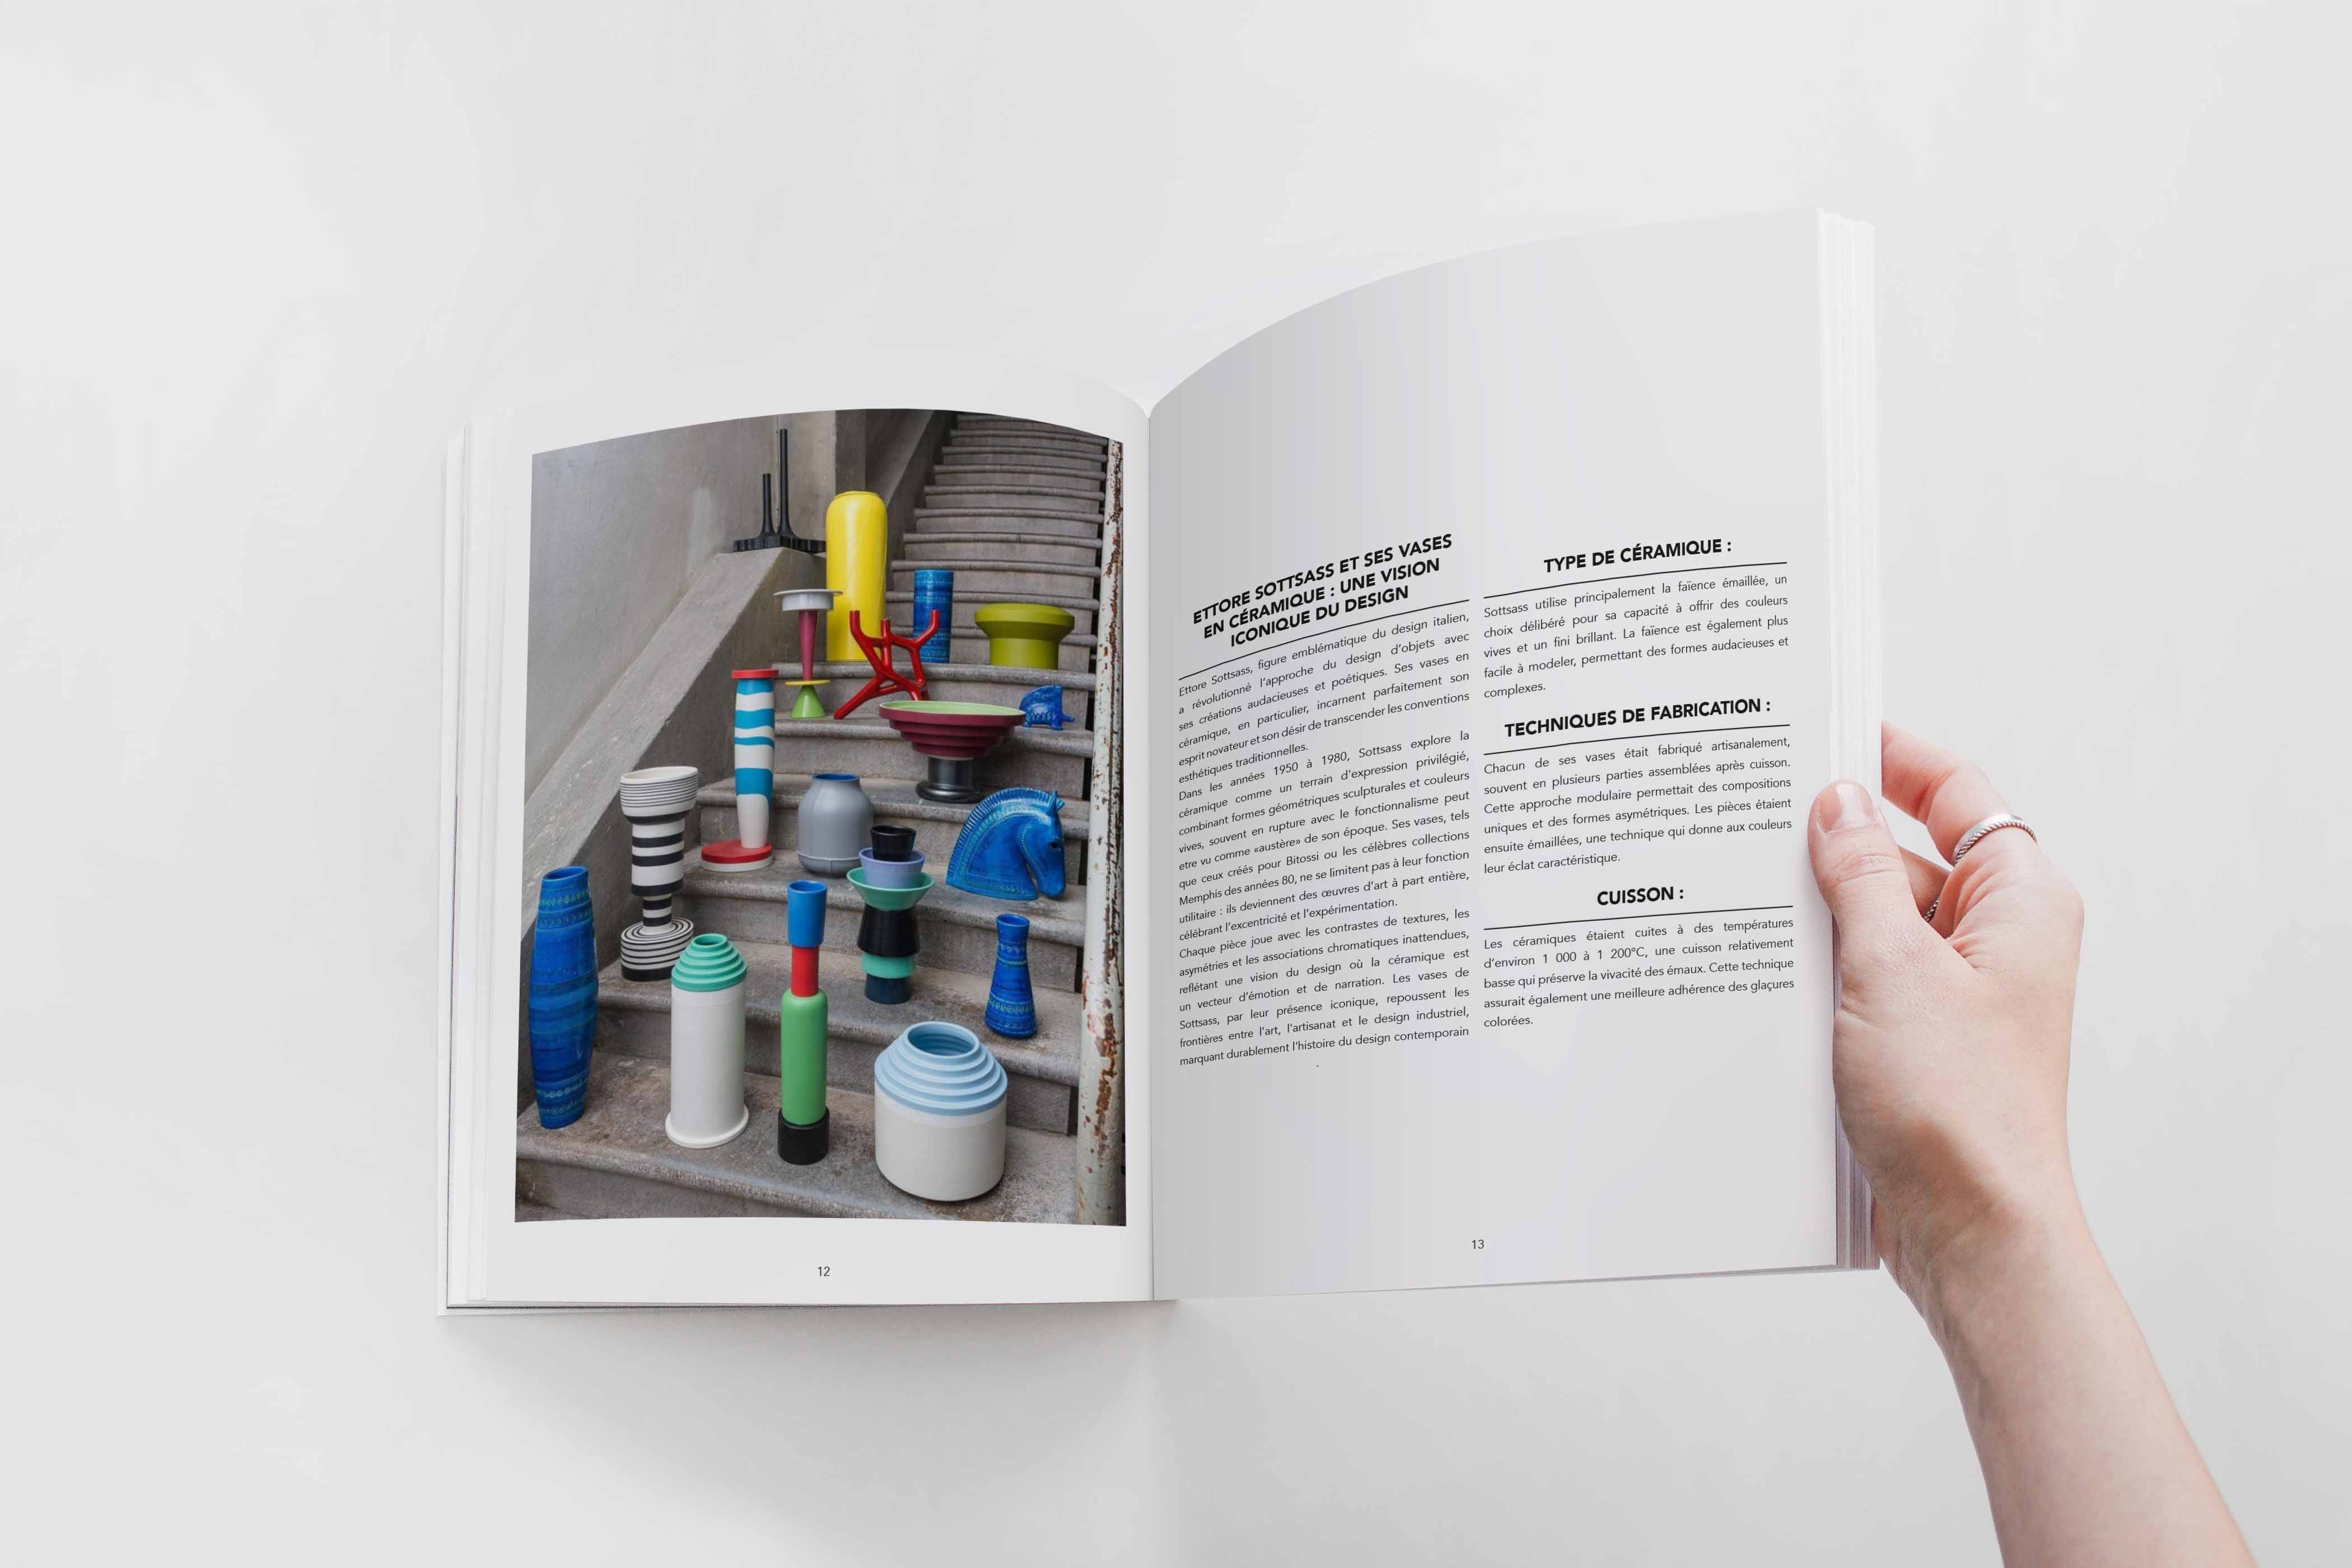 ETTORE SOTTSASS ET SES VASES
EN CÉRAMIQUE : UNE VISION
ICONIQUE DU DESIGN
Ettore Sottsass, figure emblématique du design italien,
a révolutionné l'approche du design d'objets avec
ses créations audacieuses et poétiques. Ses vases en
céramique, en particulier, incarnent parfaitement son
esprit novateur et son désir de transcender les conventions
esthétiques traditionnelles.
Dans les années 1950 à 1980, Sottsass explore la
céramique comme un terrain d'expression privilégié,
combinant formes géométriques sculpturales et couleurs
vives, souvent en rupture avec le fonctionnalisme peut
etre vu comme «austère» de son époque. Ses vases, tels
que ceux créés pour Bitossi ou les célèbres collections
Memphis des années 80, ne se limitent pas à leur fonction
utilitaire : ils deviennent des œuvres d'art à part entière,
célébrant l'excentricité et l'expérimentation.
Chaque pièce joue avec les contrastes de textures, les
asymétries et les associations chromatiques inattendues,
reflétant une vision du design où la céramique est
un vecteur d'émotion et de narration. Les vases de
Sottsass, par leur présence iconique, repoussent les
frontières entre l'art, l'artisanat et le design industriel,
marquant durablement l'histoire du design contemporain
.
TYPE DE CÉRAMIQUE :
Sottsass utilise principalement la faïence émaillée, un
choix délibéré pour sa capacité à offrir des couleurs
vives et un fini brillant. La faïence est également plus
facile à modeler, permettant des formes audacieuses et
complexes.
TECHNIQUES DE FABRICATION :
Chacun de ses vases était fabriqué artisanalement,
souvent en plusieurs parties assemblées après cuisson.
Cette approche modulaire permettait des compositions
uniques et des formes asymétriques. Les pièces étaient
ensuite émaillées, une technique qui donne aux couleurs
leur éclat caractéristique.
CUISSON :
Les céramiques étaient cuites à des températures
d'environ 1 000 à 1 200°C, une cuisson relativement
basse qui préserve la vivacité des émaux. Cette technique
assurait également une meilleure adhérence des glaçures
colorées.
12
13